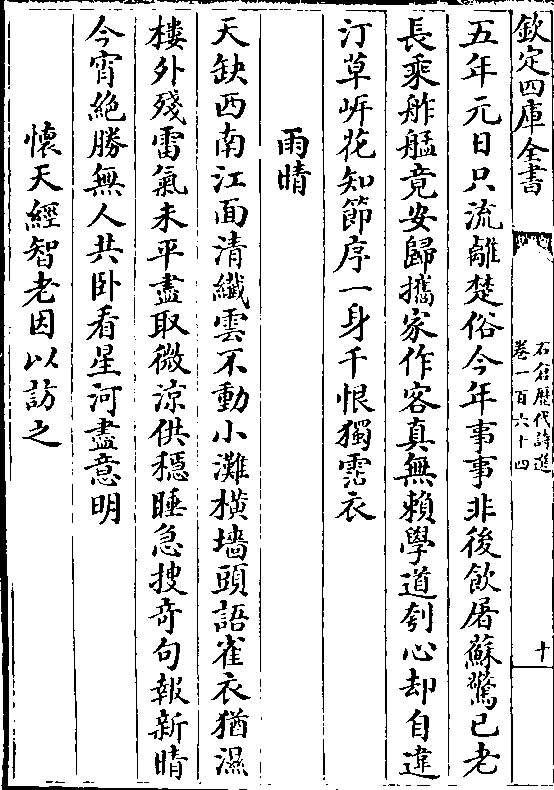 欽定四庫全書
石倉歷代詩選
卷一百六十四
十
五年元日只流離楚俗今年事事非後飲屠蘇驚已老
長乘舴艋竟安歸攜家作客真無賴學道刳心却自違
汀草岸花知節序一身千恨獨霑衣
雨晴
天缺西南江面清纖雲不動小灘橫墻頭語雀衣猶濕
樓外殘雷氣未平盡取微涼供穩睡急搜奇句報新晴
今宵絶勝無人共卧看星河盡意明
懷天經智老因以訪之